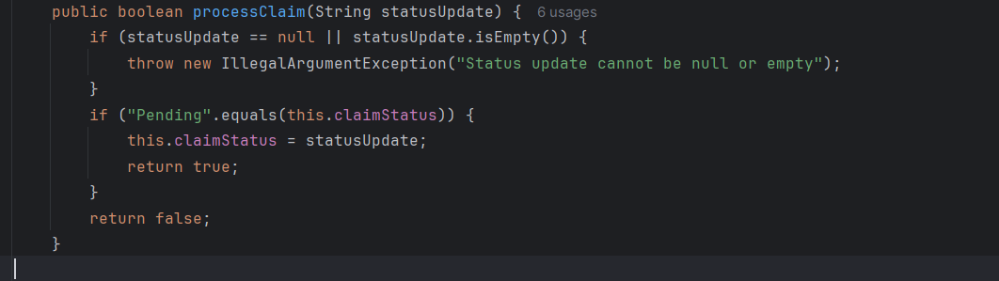 public boolean processClaim(String statusUpdate) { 6 usages
if (statusUpdate == null || statusUpdate.isEmpty()) {
throw new IllegalArgumentException("Status update cannot be null or empty");
}
if ("Pending".equals(this.claimStatus)) {
this.claimStatus = statusUpdate;
return true;
}
return false;
}